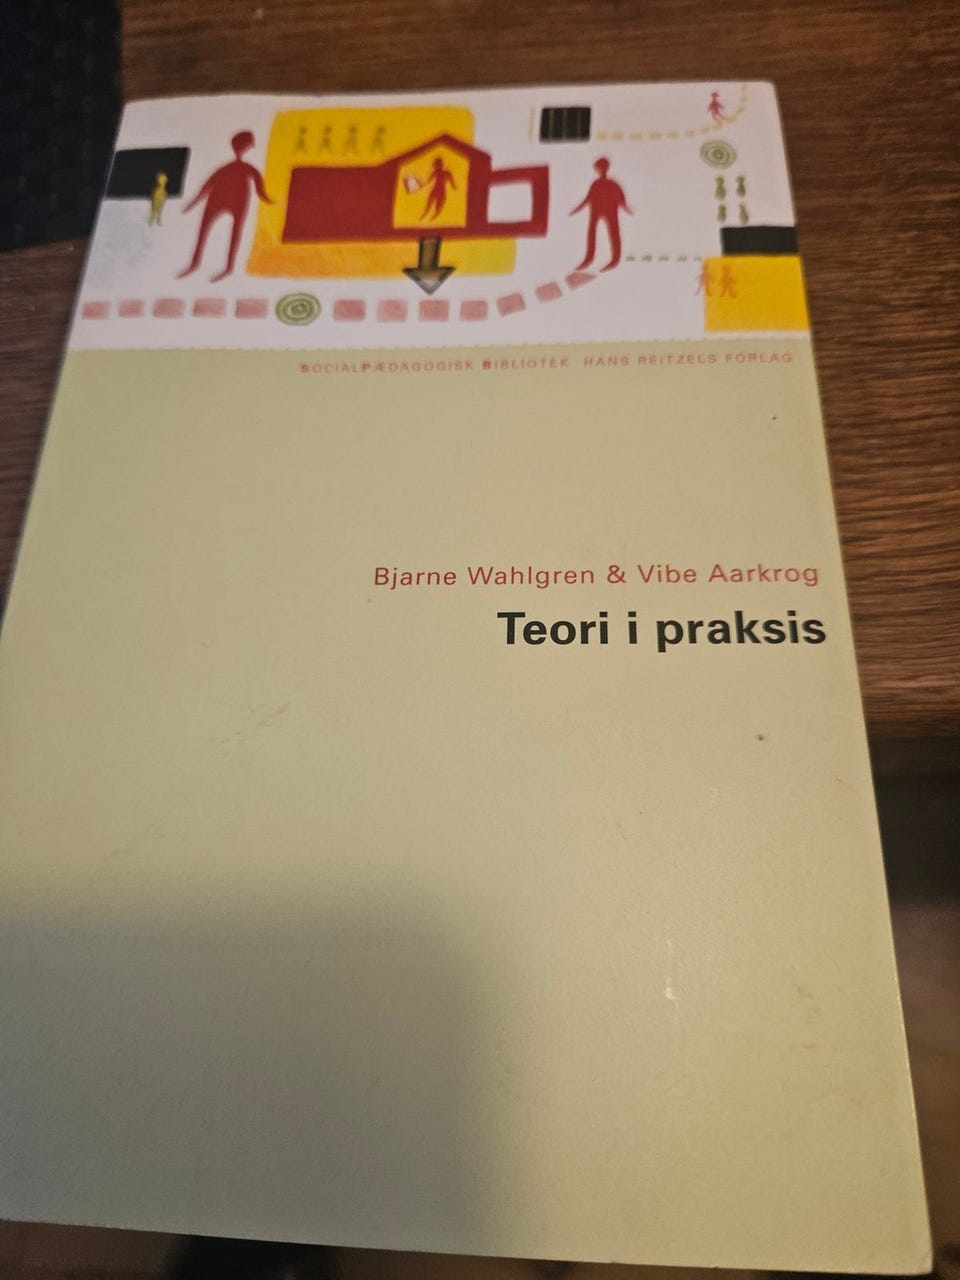 SOCIALPÆDAGOGISK BIBLIOTEK HANS REITZELS FORLAG
Bjarne Wahlgren & Vibe Aarkrog
Teori i praksis